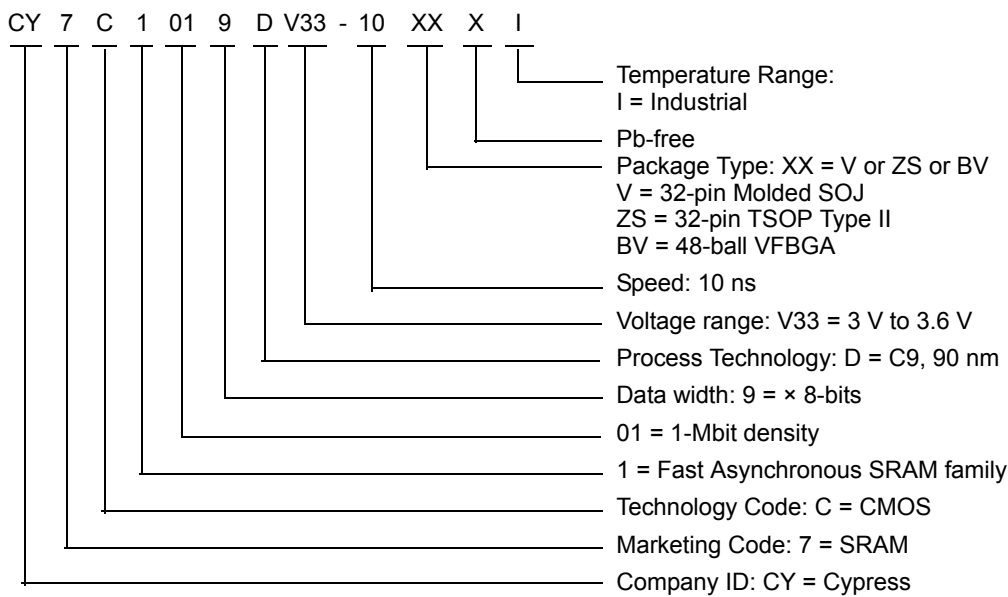 CY 7 C 1 01 9 D V33 - 10 XX X I
Temperature Range:
I = Industrial
Pb-free
Package Type: XX = V or ZS or BV
V = 32-pin Molded SOJ
ZS = 32-pin TSOP Type II
BV = 48-ball VFBGA
Speed: 10 ns
Voltage range: V33 = 3 V to 3.6 V
Process Technology: D = C9, 90 nm
Data width: 9 = × 8-bits
01 = 1-Mbit density
1 = Fast Asynchronous SRAM family
Technology Code: C = CMOS
Marketing Code: 7 = SRAM
Company ID: CY = Cypress